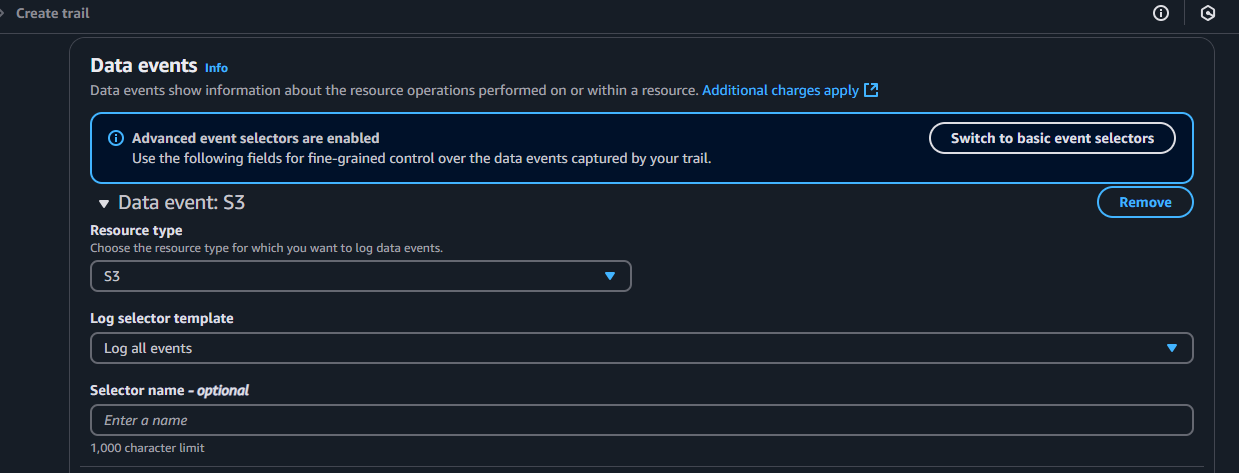 Create trail
Data events Info
Data events show information about the resource operations performed on or within a resource. Additional charges apply
Advanced event selectors are enabled
Switch to basic event selectors
Use the following fields for fine-grained control over the data events captured by your trail.
Data event: S3
Remove
Resource type
Choose the resource type for which you want to log data events.
S3
Log selector template
Log all events
Selector name - optional
Enter a name
1,000 character limit